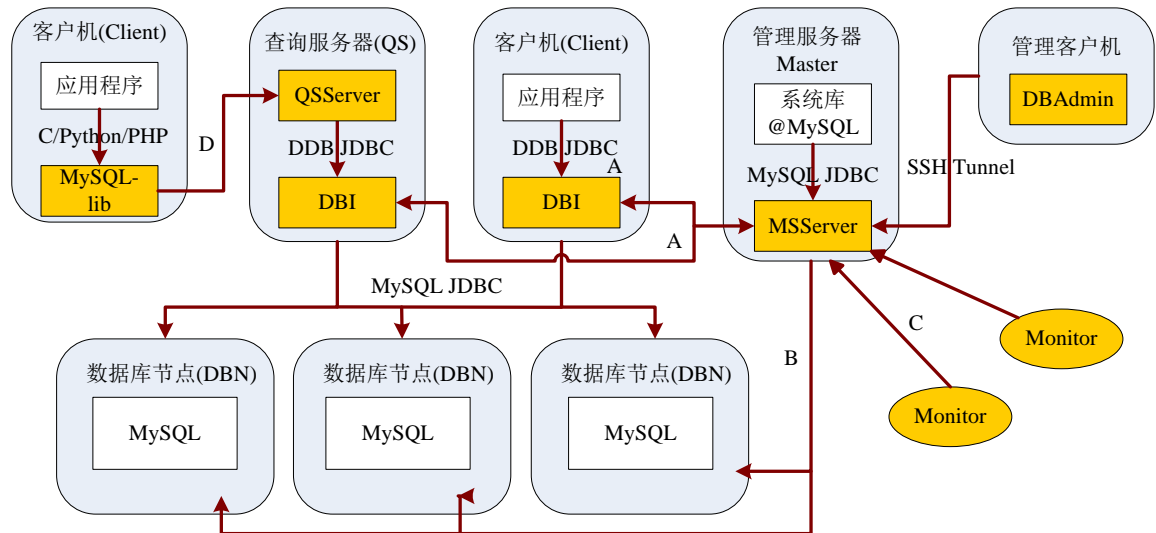 客户机(Client)
应用程序
C/Python/PHP
MySQL-
lib
D
查询服务器(QS)
QSServer
DDB JDBC
DBI
客户机(Client)
应用程序
DDB JDBC
A
DBI
A
管理服务器
Master
系统库
@MySQL
MySQL JDBC
MSServer
管理客户机
DBAdmin
SSH Tunnel
MySQL JDBC
B
C
Monitor
Monitor
数据库节点(DBN)
MySQL
数据库节点(DBN)
MySQL
数据库节点(DBN)
MySQL